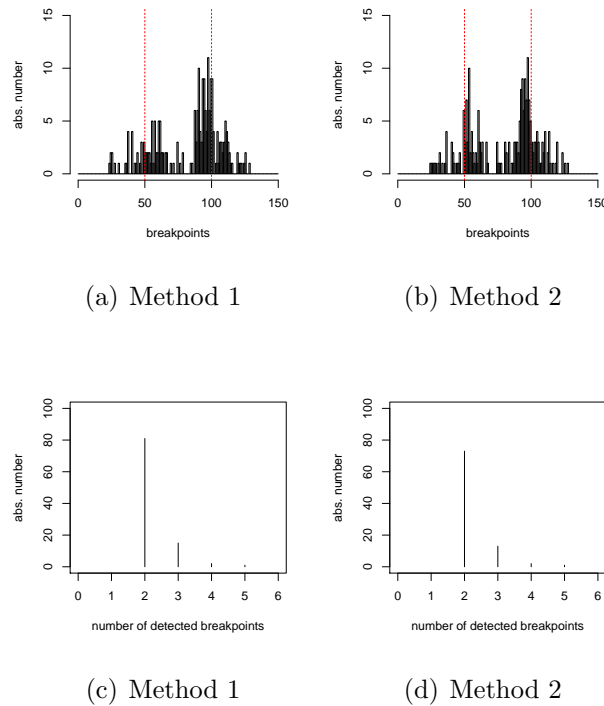 15
10
5
0
abs. number
0 50 100 150
breakpoints
(a) Method 1
15
10
5
0
abs. number
0 50 100 150
breakpoints
(b) Method 2
100
80
60
40
20
0
abs. number
0 1 2 3 4 5 6
number of detected breakpoints
(c) Method 1
100
80
60
40
20
0
abs. number
0 1 2 3 4 5 6
number of detected breakpoints
(d) Method 2